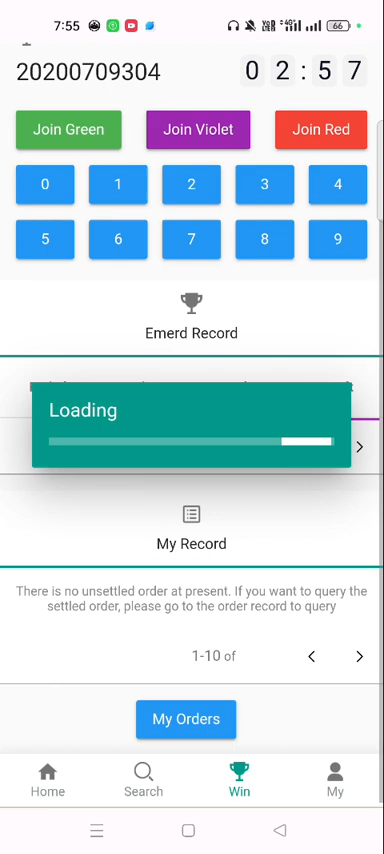 7:55
66
20200709304
0 2 : 5 7
Join Green
Join Violet
Join Red
0 1 2 3 4
5 6 7 8 9
Emerd Record
Loading
My Record
There is no unsettled order at present. If you want to query the
settled order, please go to the order record to query
1-10 of
My Orders
Home
Search
Win
My